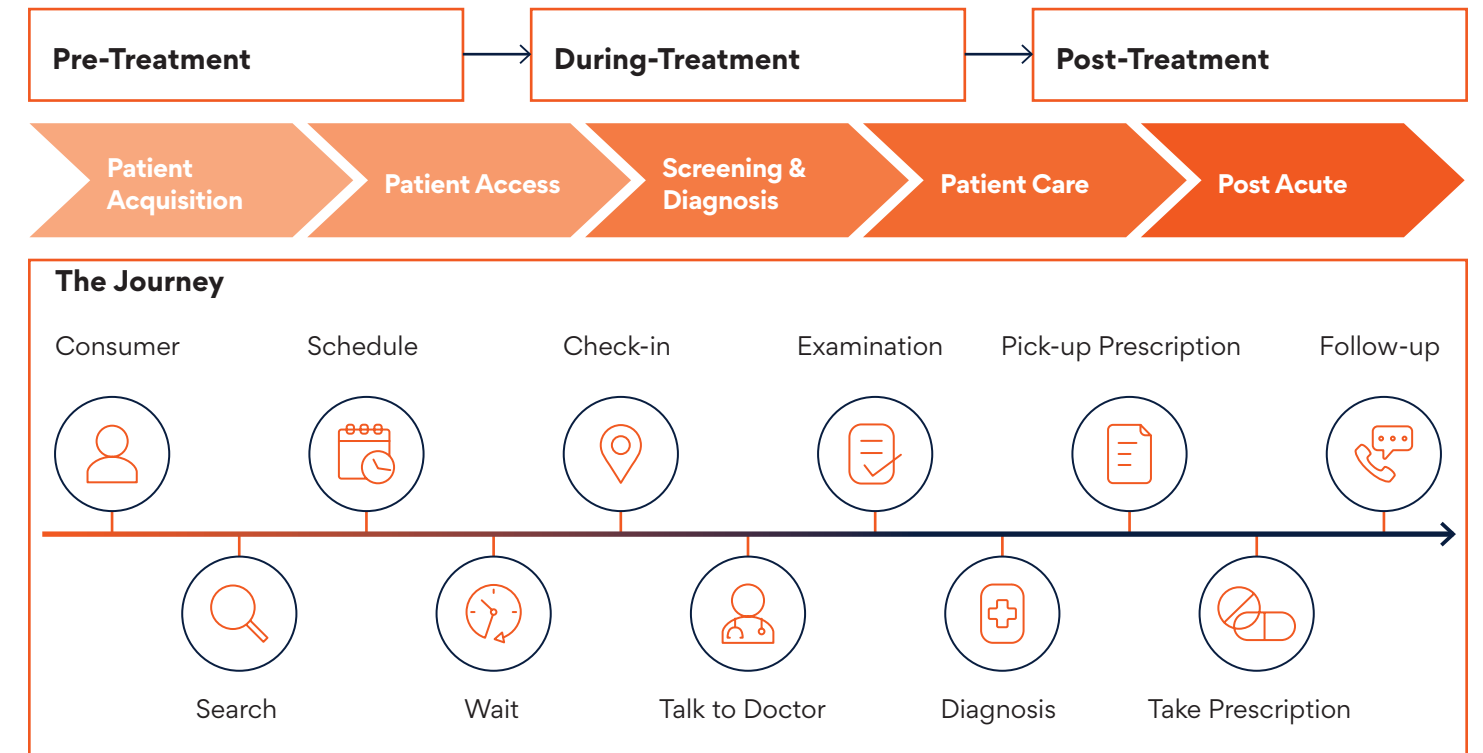 Pre-Treatment
During-Treatment
Post-Treatment
Patient
Acquisition
Patient Access
Screening &
Diagnosis
Patient Care
Post Acute
The Journey
Consumer
Schedule
Check-in
Examination
Pick-up Prescription
Follow-up
Search
Wait
Talk to Doctor
Diagnosis
Take Prescription